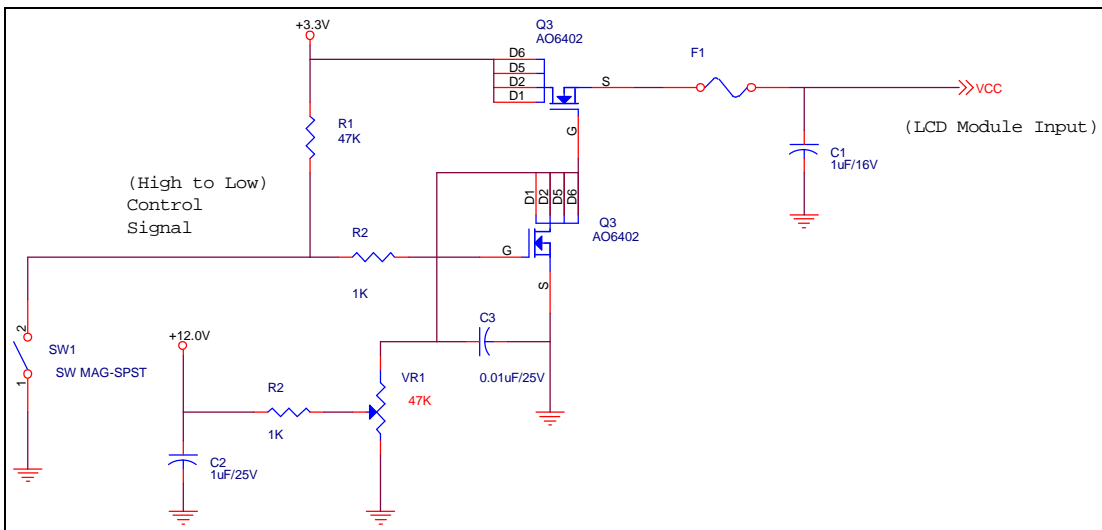 +3.3V
Q3
AO6402
D6
D5
D2
D1
S
G
F1
VCC
(LCD Module Input)
R1
47K
C1
1uF/16V
(High to Low)
Control
Signal
D1
D2
D5
D6
Q3
AO6402
R2
1K
G
S
+12.0V
C3
0.01uF/25V
2
1
SW1
SW MAG-SPST
R2
1K
VR1
47K
C2
1uF/25V